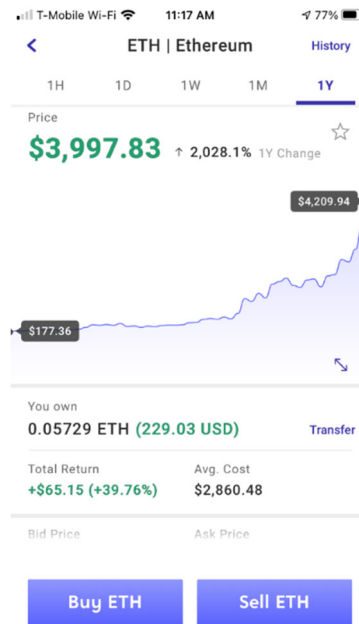 T-Mobile Wi-Fi 11:17 AM 77%
ETH | Ethereum History
1H 1D 1W 1M 1Y
Price
$3,997.83 ↑ 2,028.1% 1Y Change
$4,209.94
$177.36
You own
0.05729 ETH (229.03 USD) Transfer
Total Return Avg. Cost
+$65.15 (+39.76%) $2,860.48
Bid Price Ask Price
Buy ETH Sell ETH